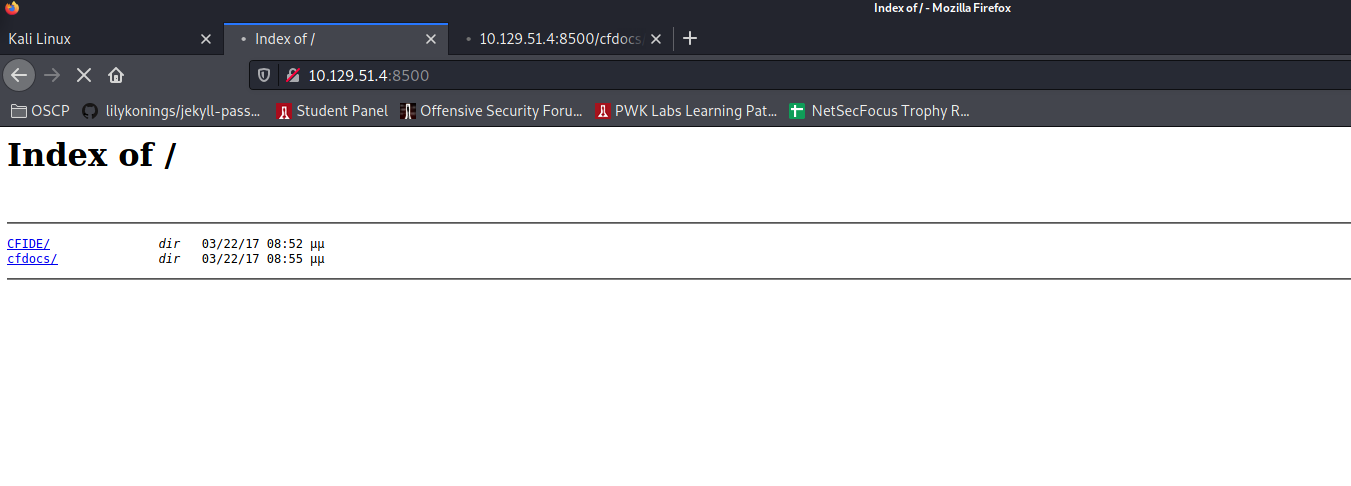 Index of / - Mozilla Firefox
Kali Linux
Index of /
10.129.51.4:8500/cfdocs
10.129.51.4:8500
OSCP
lilykonings/jekyll-pass...
Student Panel
Offensive Security Foru...
PWK Labs Learning Pat...
NetSecFocus Trophy R...
Index of /
CFIDE/ dir 03/22/17 08:52 μμ
cfdocs/ dir 03/22/17 08:55 μμ